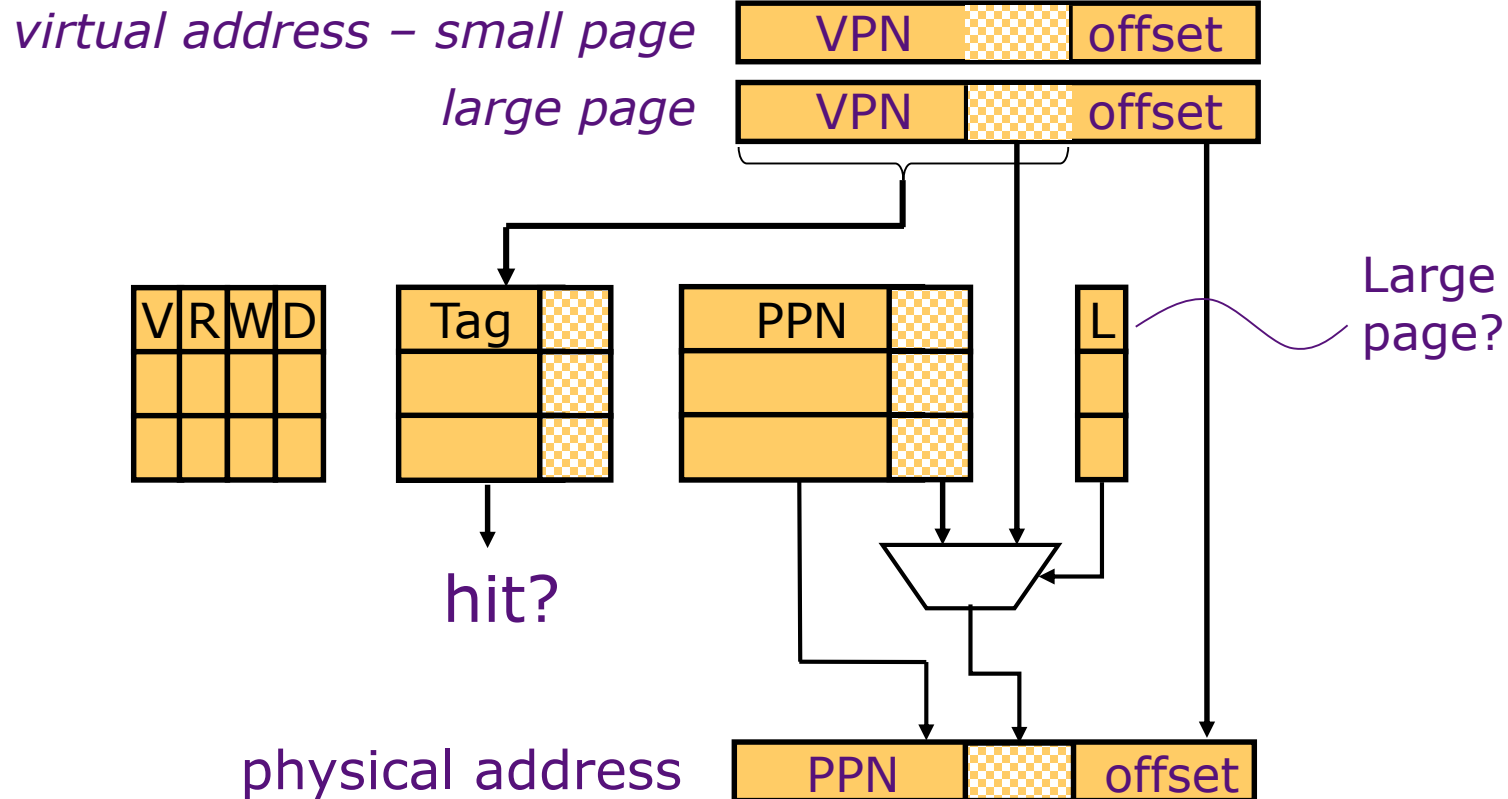 virtual address – small page
VPN offset
large page
VPN offset
V R W D
Tag
PPN
L
Large
page?
hit?
physical address
PPN offset